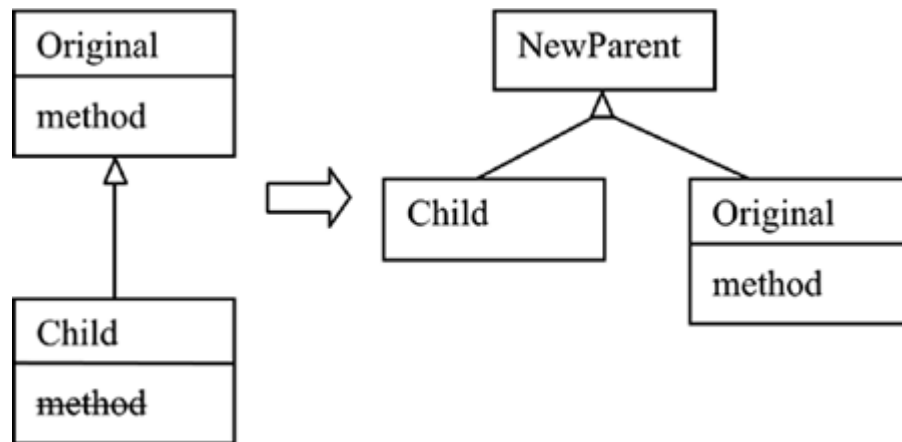 Original
method
Child
method
NewParent
Child
Original
method